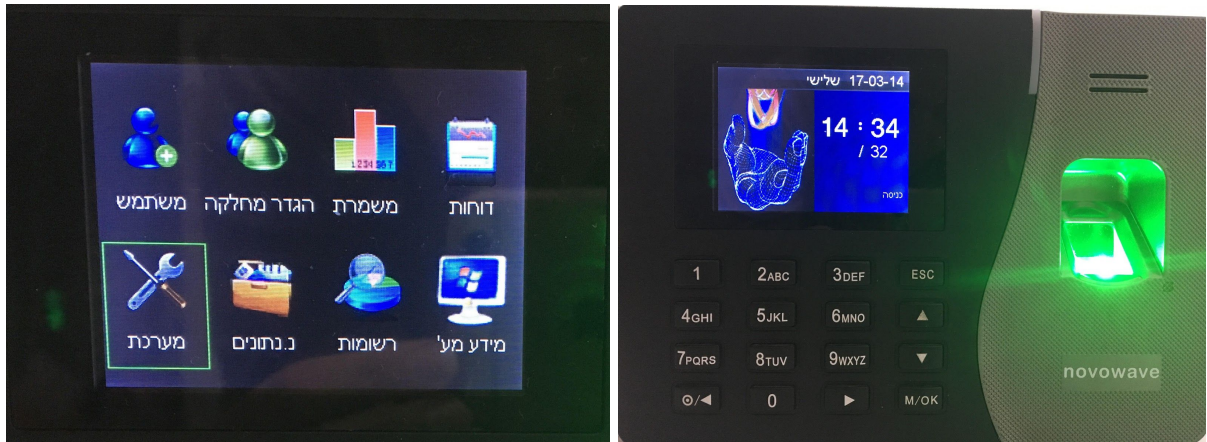 משתמש הגדר מחלקה משמרת דוחות
מערכת נ.נתונים רשומות מידע מע'
שלישי 17-03-14
14 : 34
/ 32
כניסה
1 2ABC 3DEF ESC
4GHI 5JKL 6MNO ▲
7PQRS 8TUV 9WXYZ ▼
⊙/◀ 0 ▶ M/OK
novowave